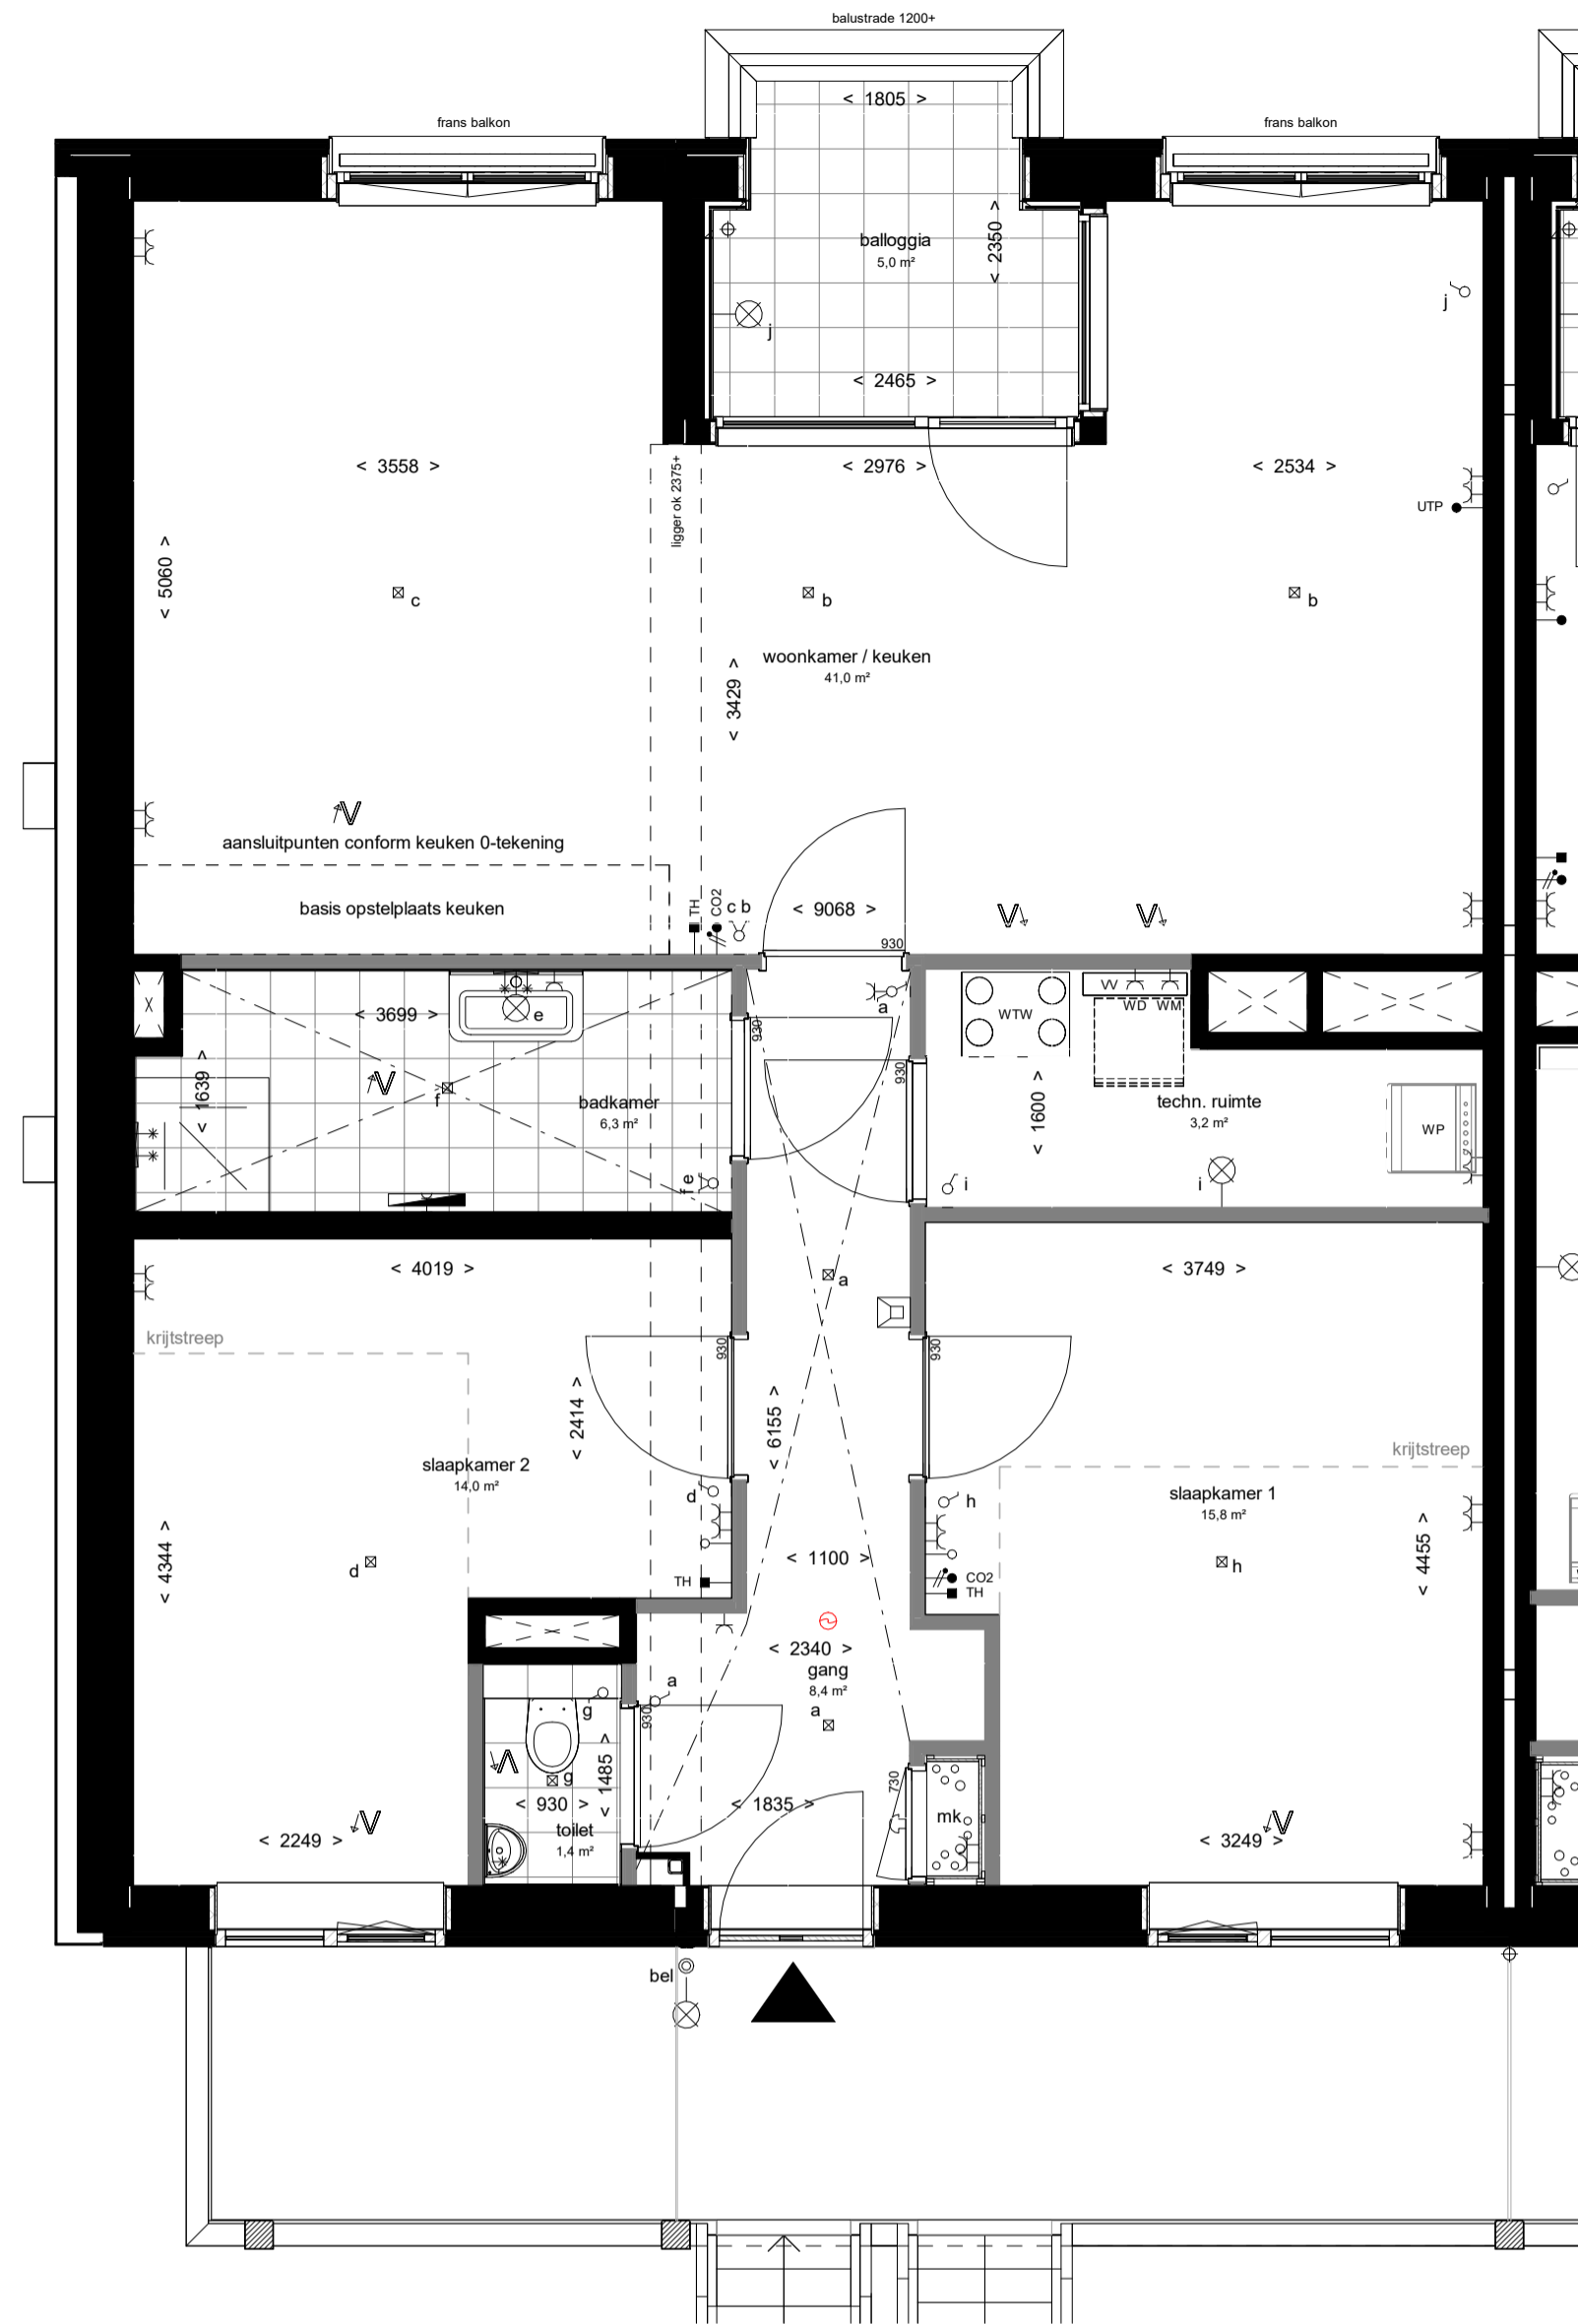 balustrade 1200+
< 1805 >
frans balkon
frans balkon
balloggia
5,0 m²
< 2350 >
j
j
< 2465 >
< 3558 >
< 2976 >
< 2534 >
ligger ok 2375+
UTP
< 5060 >
c
b
b
woonkamer / keuken
41,0 m²
< 3429 >
aansluitpunten conform keuken 0-tekening
basis opstelplaats keuken
TH
CO2
c b
< 9068 >
930
< 3699 >
e
a
930
930
WTW
VV
WD
WM
< 1639 >
f
badkamer
6,3 m²
< 1600 >
techn. ruimte
3,2 m²
WP
f e
i
i
< 4019 >
a
< 3749 >
krijtstreep
930
930
< 2414 >
< 6155 >
krijtstreep
slaapkamer 2
14,0 m²
slaapkamer 1
15,8 m²
d
h
< 4344 >
< 4455 >
d
< 1100 >
h
TH
CO2
TH
< 2340 >
gang
8,4 m²
a
a
g
930
g
< 1485 >
730
< 930 >
< 1835 >
mk
toilet
1,4 m²
< 2249 >
< 3249 >
bel